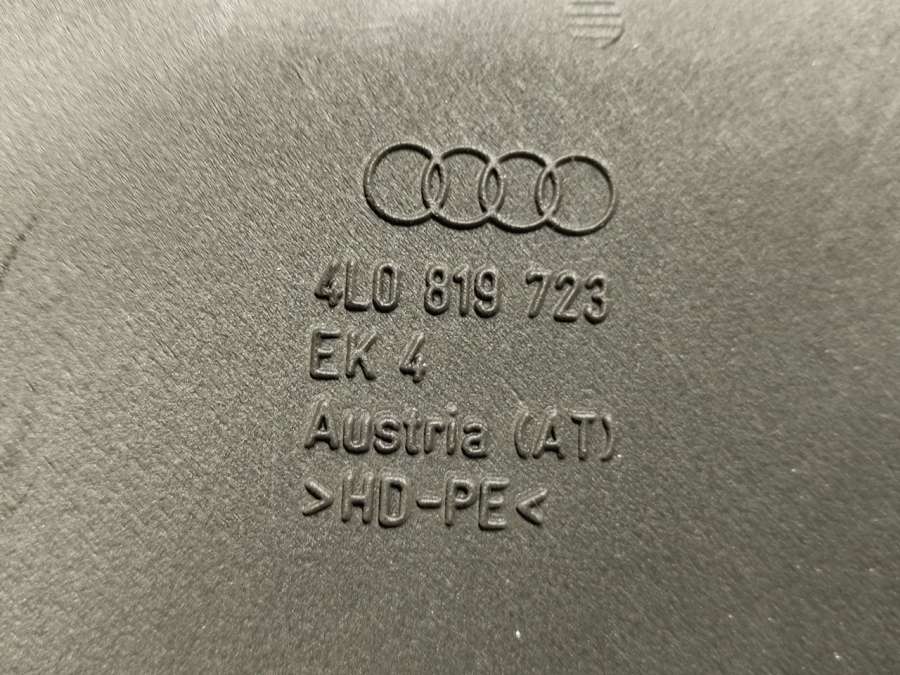 4L0 819 723
EK 4
Austria (AT)
>HD-PE<